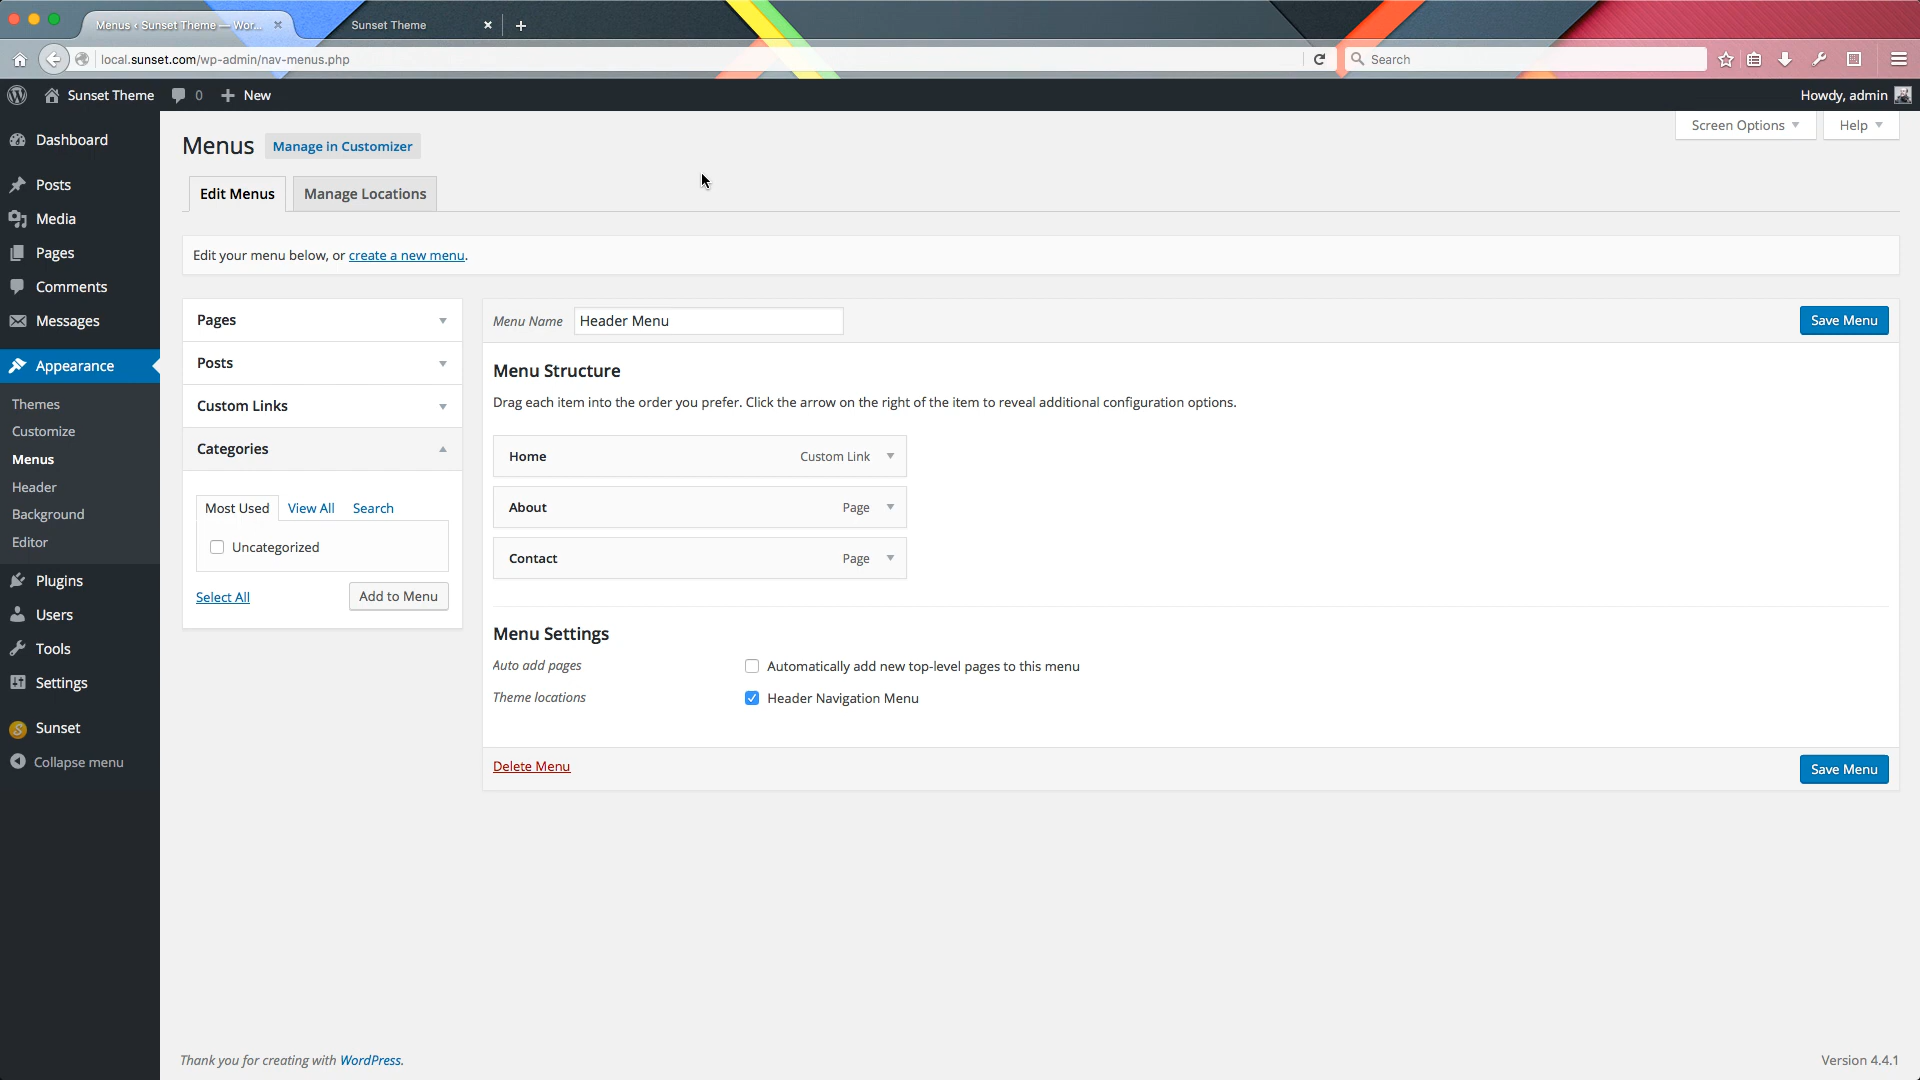 Menus ‹ Sunset Theme — Wor...
Sunset Theme
local.sunset.com/wp-admin/nav-menus.php
Search
Sunset Theme
0
New
Howdy, admin
Dashboard
Posts
Media
Pages
Comments
Messages
Appearance
Themes
Customize
Menus
Header
Background
Editor
Plugins
Users
Tools
Settings
Sunset
Collapse menu
Screen Options
Help
Menus
Manage in Customizer
Edit Menus
Manage Locations
Edit your menu below, or create a new menu.
Pages
Posts
Custom Links
Categories
Most Used
View All
Search
Uncategorized
Select All
Add to Menu
Menu Name
Header Menu
Save Menu
Menu Structure
Drag each item into the order you prefer. Click the arrow on the right of the item to reveal additional configuration options.
Home
Custom Link
About
Page
Contact
Page
Menu Settings
Auto add pages
Automatically add new top-level pages to this menu
Theme locations
Header Navigation Menu
Delete Menu
Save Menu
Thank you for creating with WordPress.
Version 4.4.1